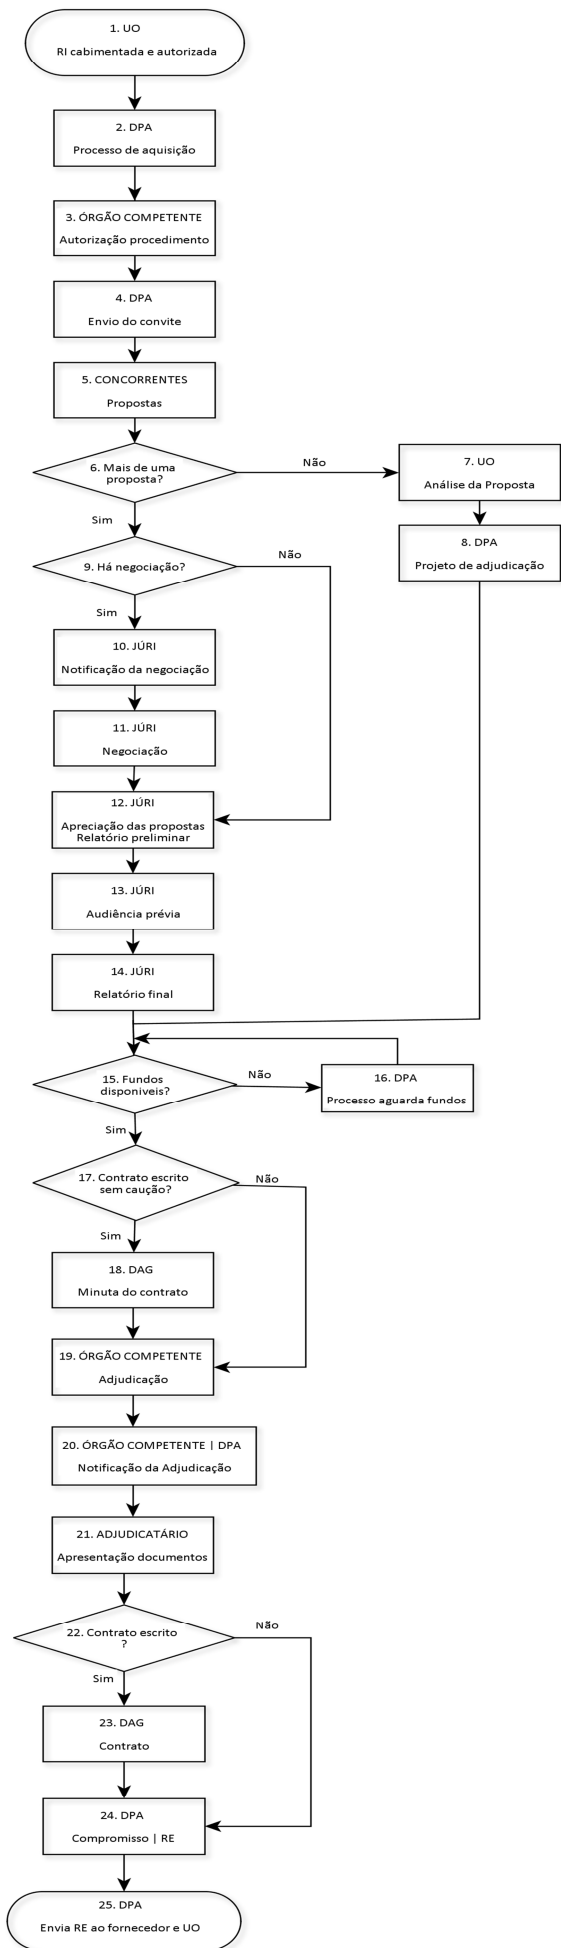 1. UO
RI cabimentada e autorizada
2. DPA
Processo de aquisição
3. ÓRGÃO COMPETENTE
Autorização procedimento
4. DPA
Envio do convite
5. CONCORRENTES
Propostas
6. Mais de uma
proposta?
Não
7. UO
Análise da Proposta
Sim
8. DPA
Projeto de adjudicação
9. Há negociação?
Não
Sim
10. JÚRI
Notificação da negociação
11. JÚRI
Negociação
12. JÚRI
Apreciação das propostas
Relatório preliminar
13. JÚRI
Audiência prévia
14. JÚRI
Relatório final
15. Fundos
disponiveis?
Não
16. DPA
Processo aguarda fundos
Sim
17. Contrato escrito
sem caução?
Não
Sim
18. DAG
Minuta do contrato
19. ÓRGÃO COMPETENTE
Adjudicação
20. ÓRGÃO COMPETENTE | DPA
Notificação da Adjudicação
21. ADJUDICATÁRIO
Apresentação documentos
22. Contrato escrito
?
Não
Sim
23. DAG
Contrato
24. DPA
Compromisso | RE
25. DPA
Envia RE ao fornecedor e UO